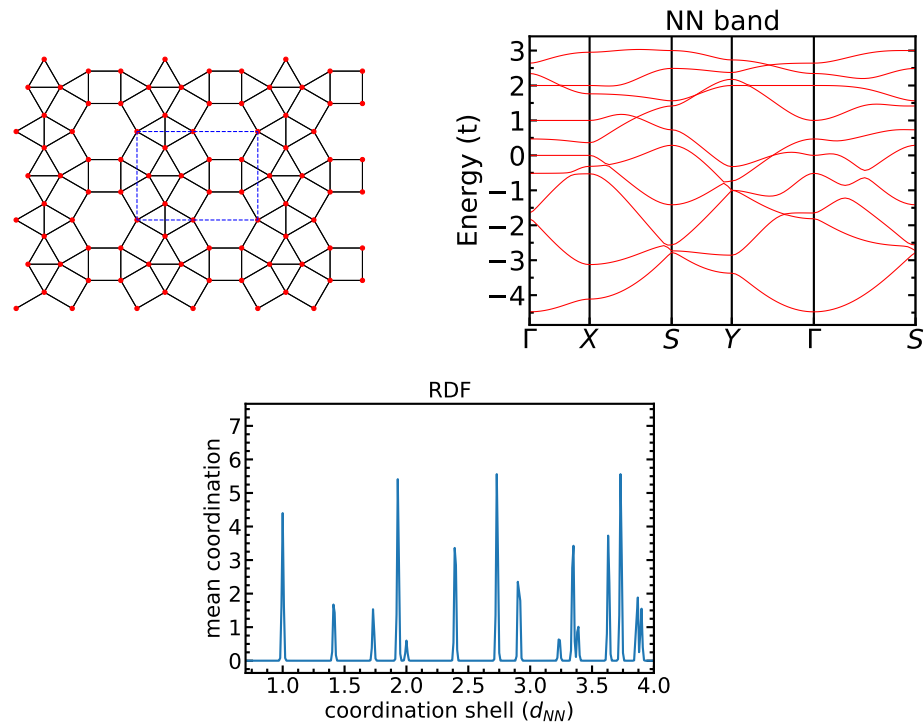 NN band
Energy (t)
3
2
1
0
−1
−2
−3
−4
Γ X S Y Γ S
RDF
mean coordination
7
6
5
4
3
2
1
0
1.0 1.5 2.0 2.5 3.0 3.5 4.0
coordination shell (d_{NN})